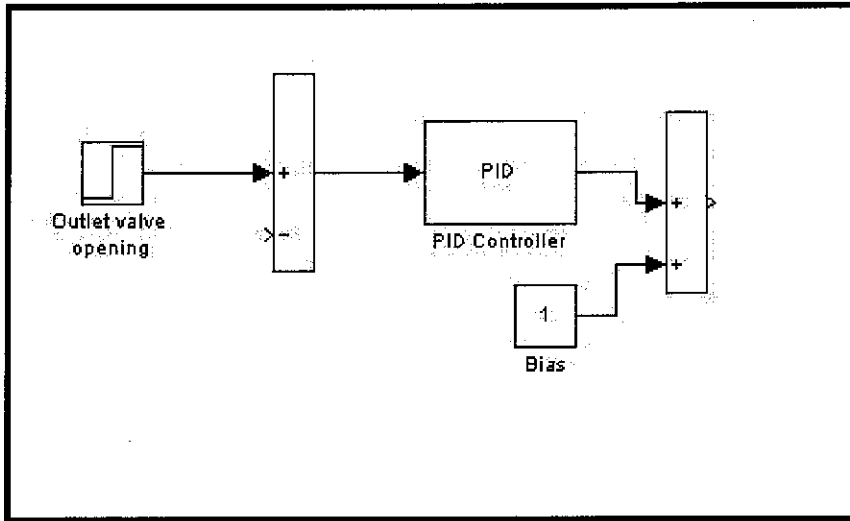 +
-
Outlet valve
opening
PID
PID Controller
+
+
1
Bias